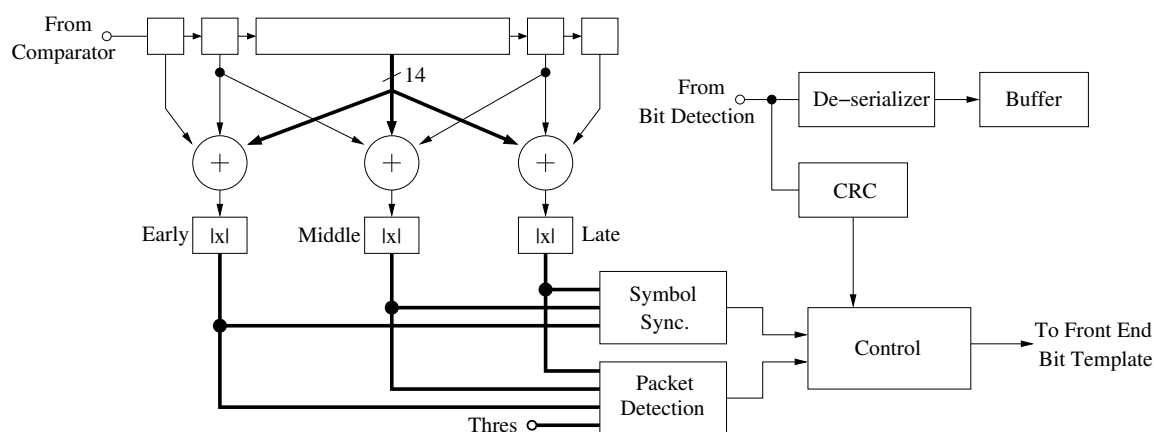 From
Comparator
14
+
+
+
Early
|x|
Middle
|x|
|x|
Late
From
Bit Detection
De-serializer
Buffer
CRC
Symbol
Sync.
Packet
Detection
Thres
Control
To Front End
Bit Template